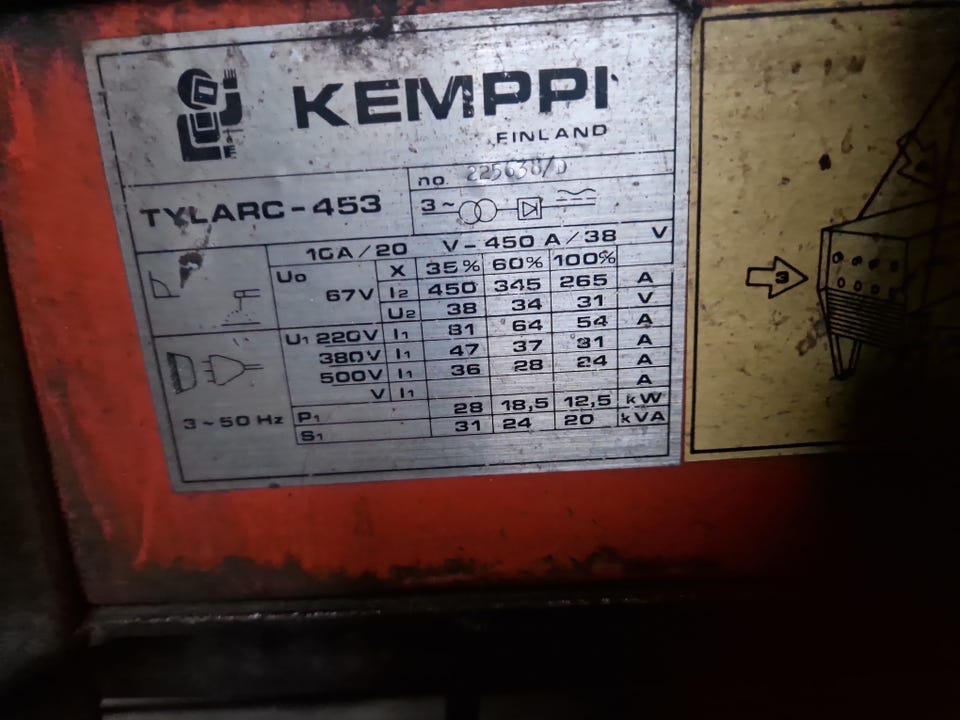 KEMPPI
FINLAND
TYLARC-453
no. 225638/D
3~
10A/20 V-450 A/38 V
U0 67V
X 35% 60% 100%
I2 450 345 265 A
U2 38 34 31 V
U1 220V I1 81 64 54 A
380V I1 47 37 31 A
500V I1 36 28 24 A
V I1 A
3~50 Hz
P1 28 18,5 12,5 kW
S1 31 24 20 kVA
3